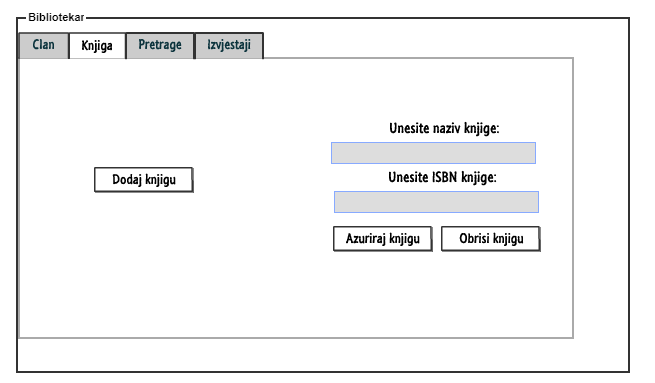 Bibliotekar
Clan Knjiga Pretrage Izvjestaji
Unesite naziv knjige:
Dodaj knjigu
Unesite ISBN knjige:
Azuriraj knjigu Obrisi knjigu